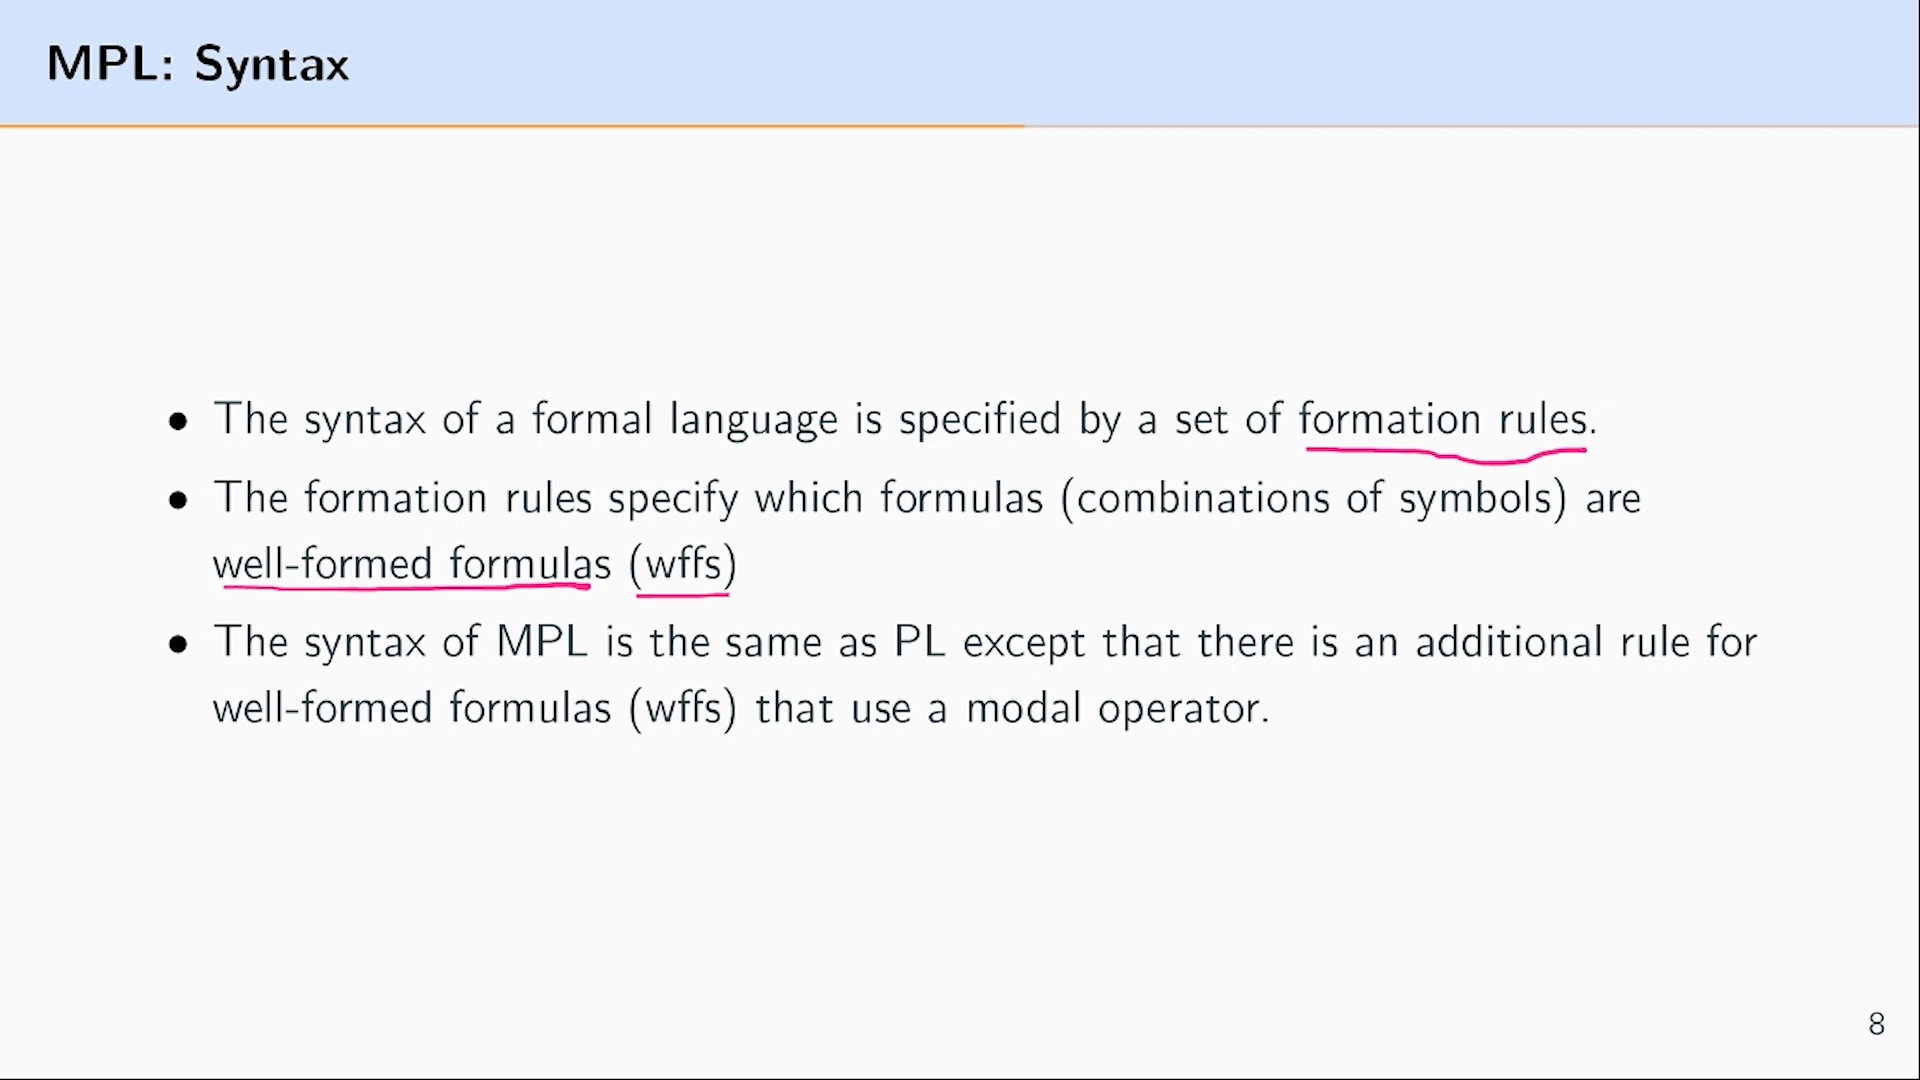 MPL: Syntax
• The syntax of a formal language is specified by a set of formation rules.
• The formation rules specify which formulas (combinations of symbols) are
well-formed formulas (wffs)
• The syntax of MPL is the same as PL except that there is an additional rule for
well-formed formulas (wffs) that use a modal operator.
8